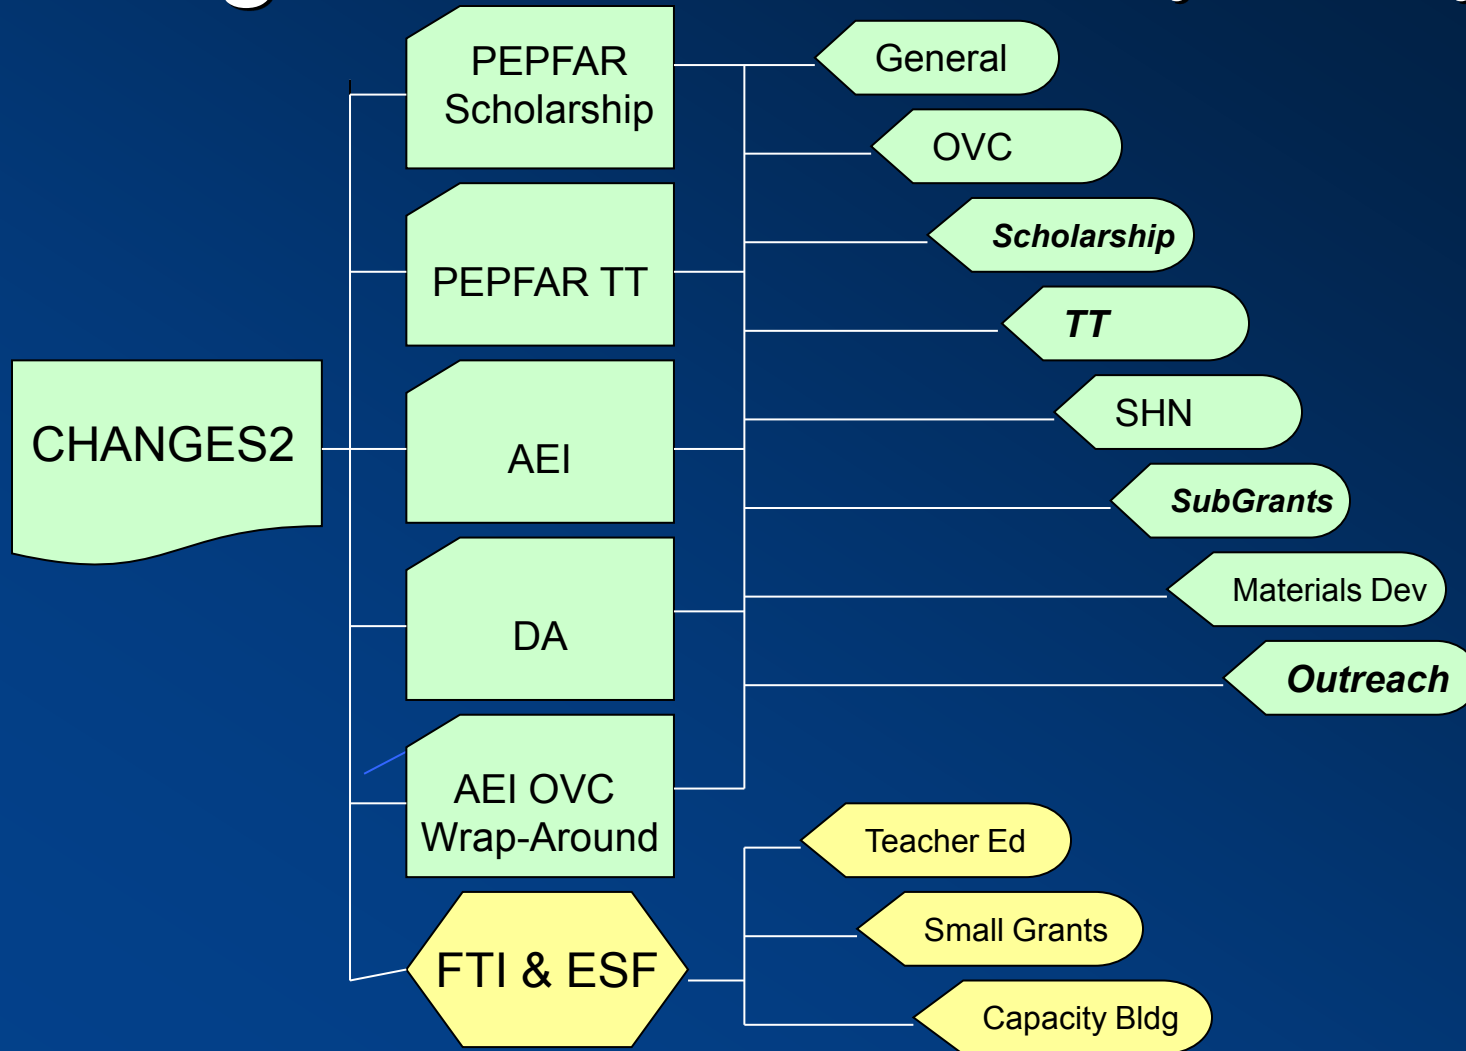 PEPFAR
Scholarship
General
OVC
Scholarship
PEPFAR TT
TT
CHANGES2
AEI
SHN
SubGrants
DA
Materials Dev
Outreach
AEI OVC
Wrap-Around
Teacher Ed
Small Grants
FTI & ESF
Capacity Bldg